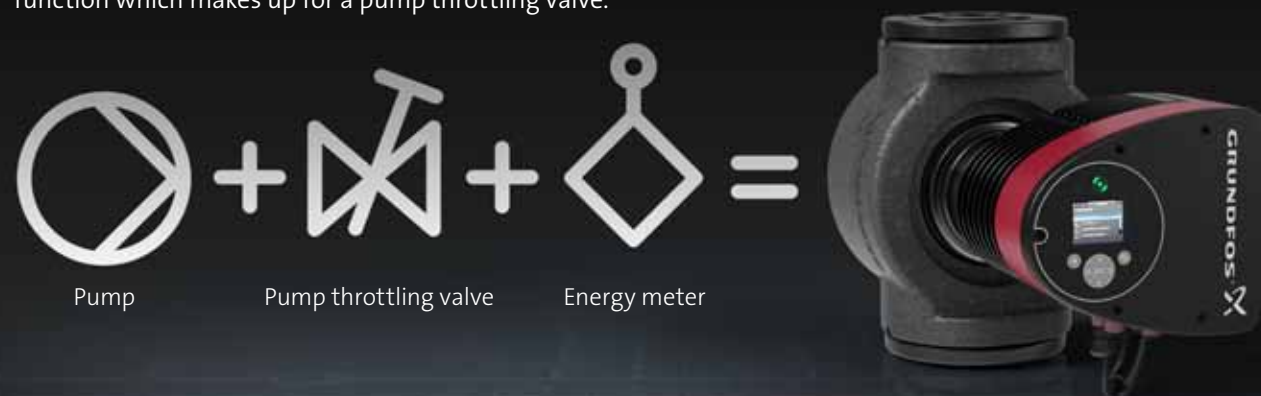 function which makes up for a pump throttling valve.
Pump
Pump throttling valve
Energy meter
GRUNDFOS